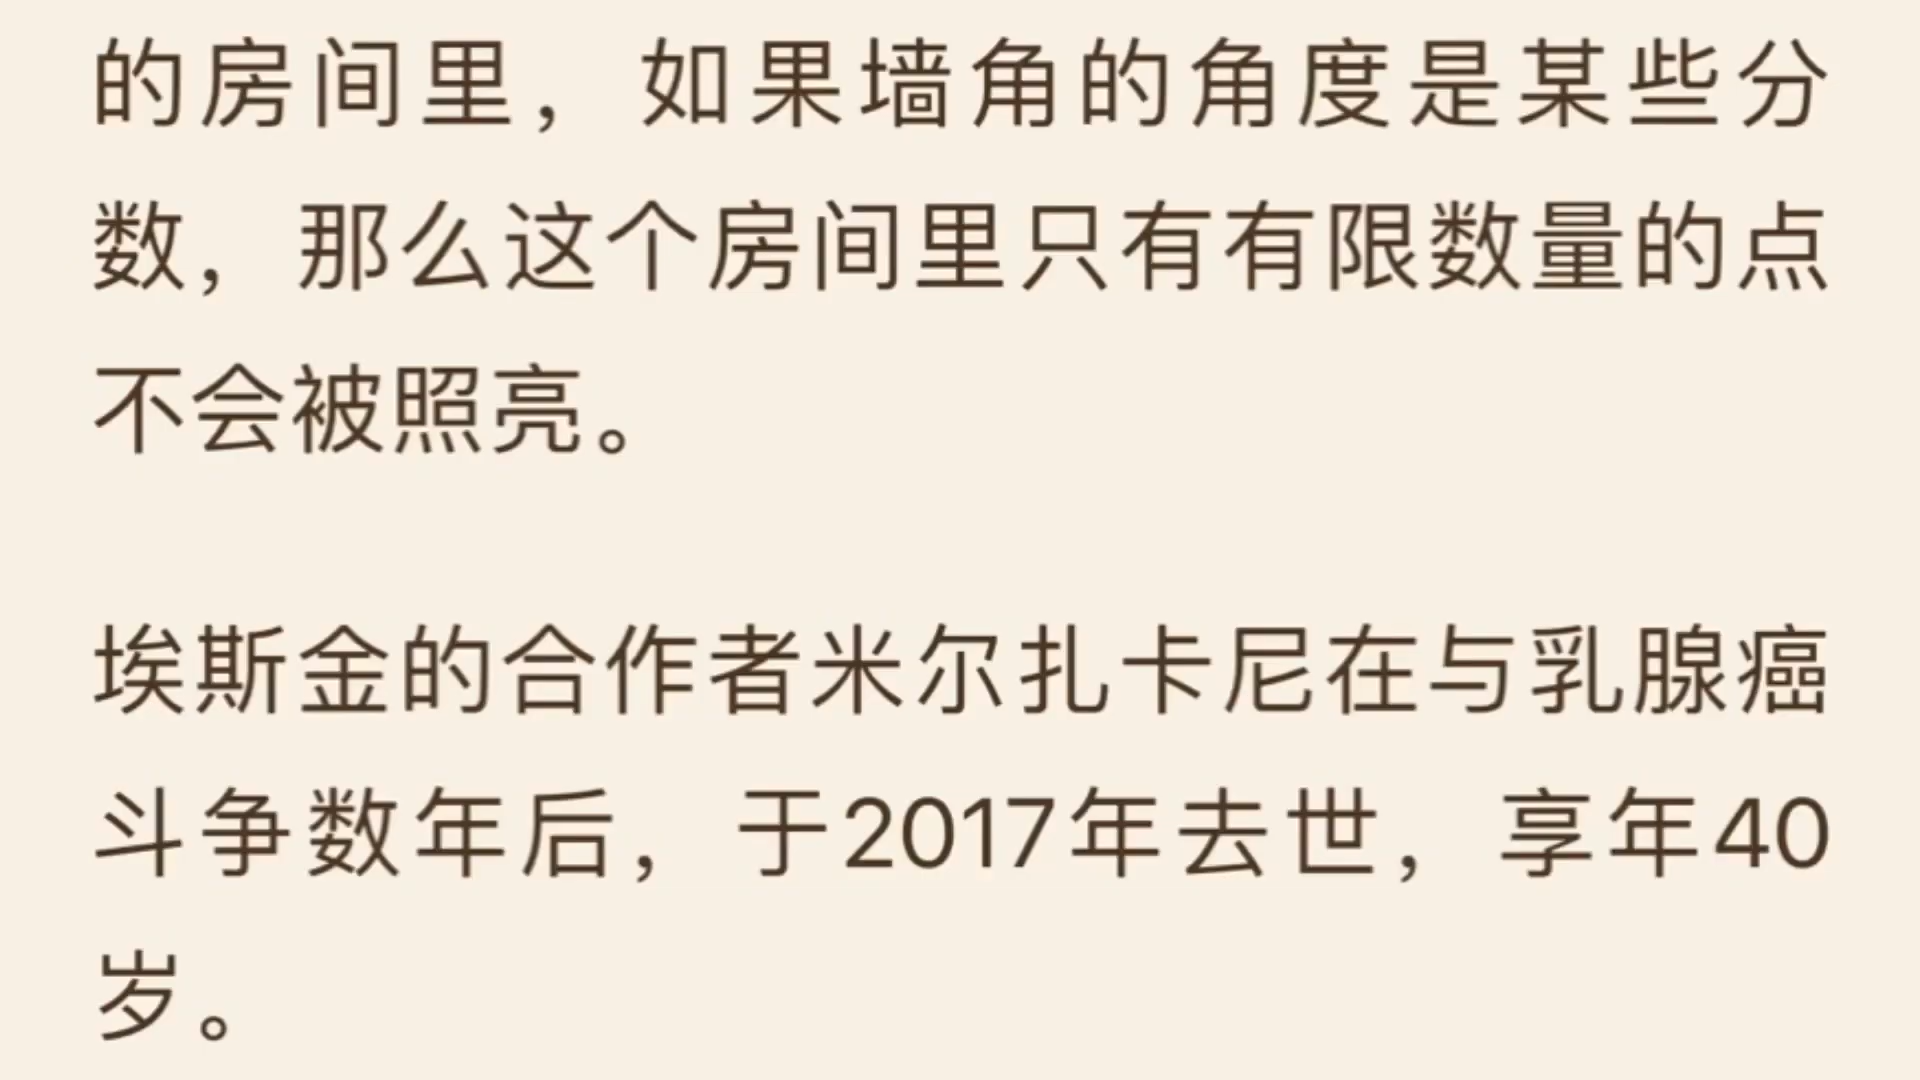 的房间里，如果墙角的角度是某些分
数，那么这个房间里只有有限数量的点
不会被照亮。
埃斯金的合作者米尔扎卡尼在与乳腺癌
斗争数年后，于2017年去世，享年40
岁。